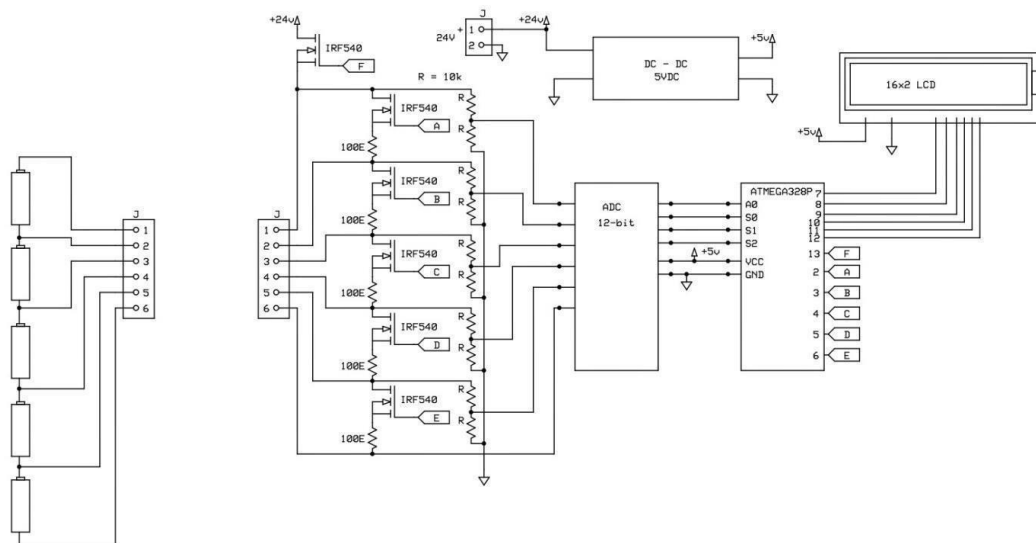 +24v
IRF540
F
R = 10k
J
24V
+
1
2
+24v
DC - DC
5VDC
+5v
16x2 LCD
+5v
J
1
2
3
4
5
6
J
1
2
3
4
5
6
IRF540
A
100E
R
R
IRF540
B
100E
R
R
IRF540
C
100E
R
R
IRF540
D
100E
R
R
IRF540
E
100E
R
R
ADC
12-bit
+5v
ATMEGA328P
A0
S0
S1
S2
VCC
GND
7
8
9
10
11
12
13 F
2 A
3 B
4 C
5 D
6 E